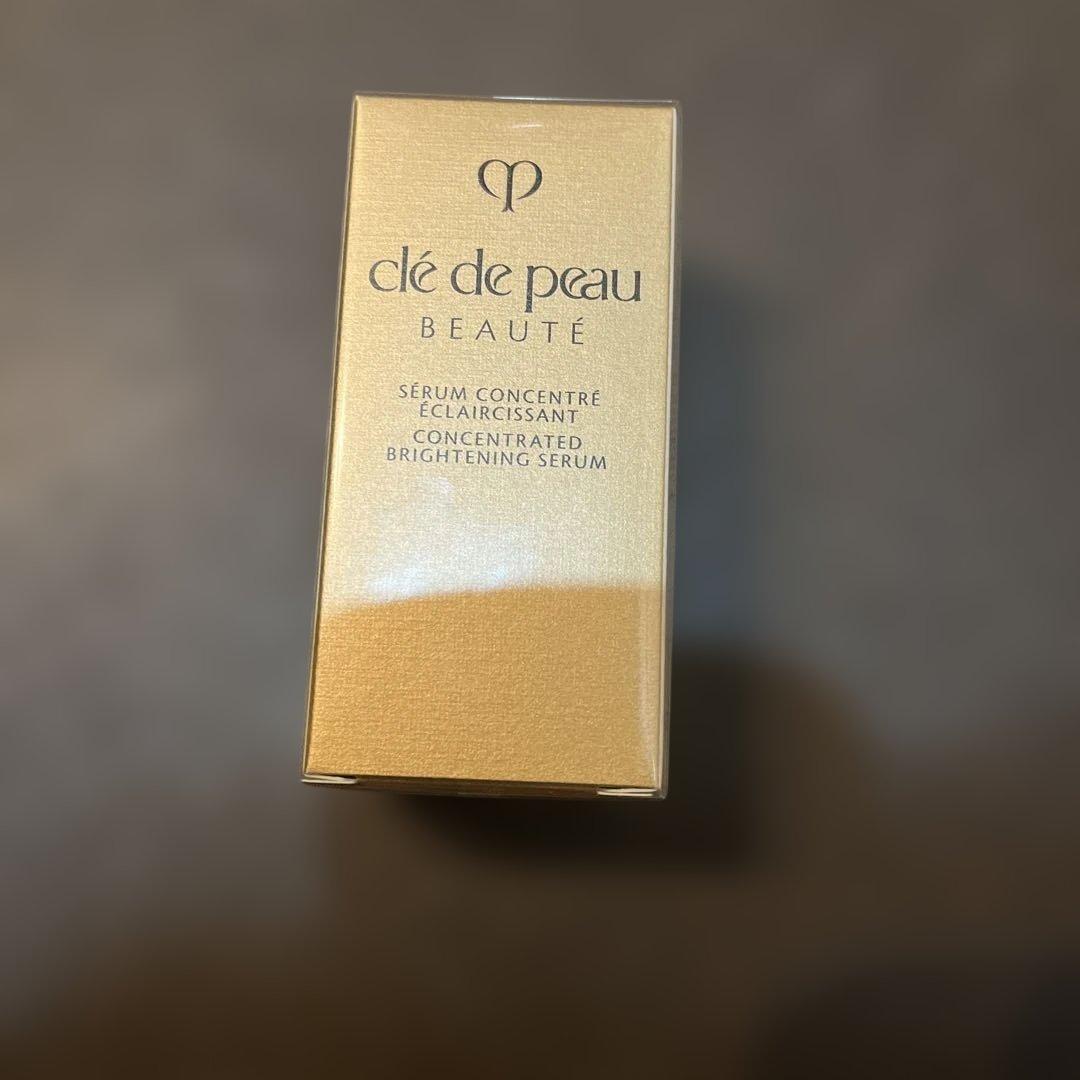 clé de peau
BEAUTÉ
SÉRUM CONCENTRÉ
ÉCLAIRCISSANT
CONCENTRATED
BRIGHTENING SERUM